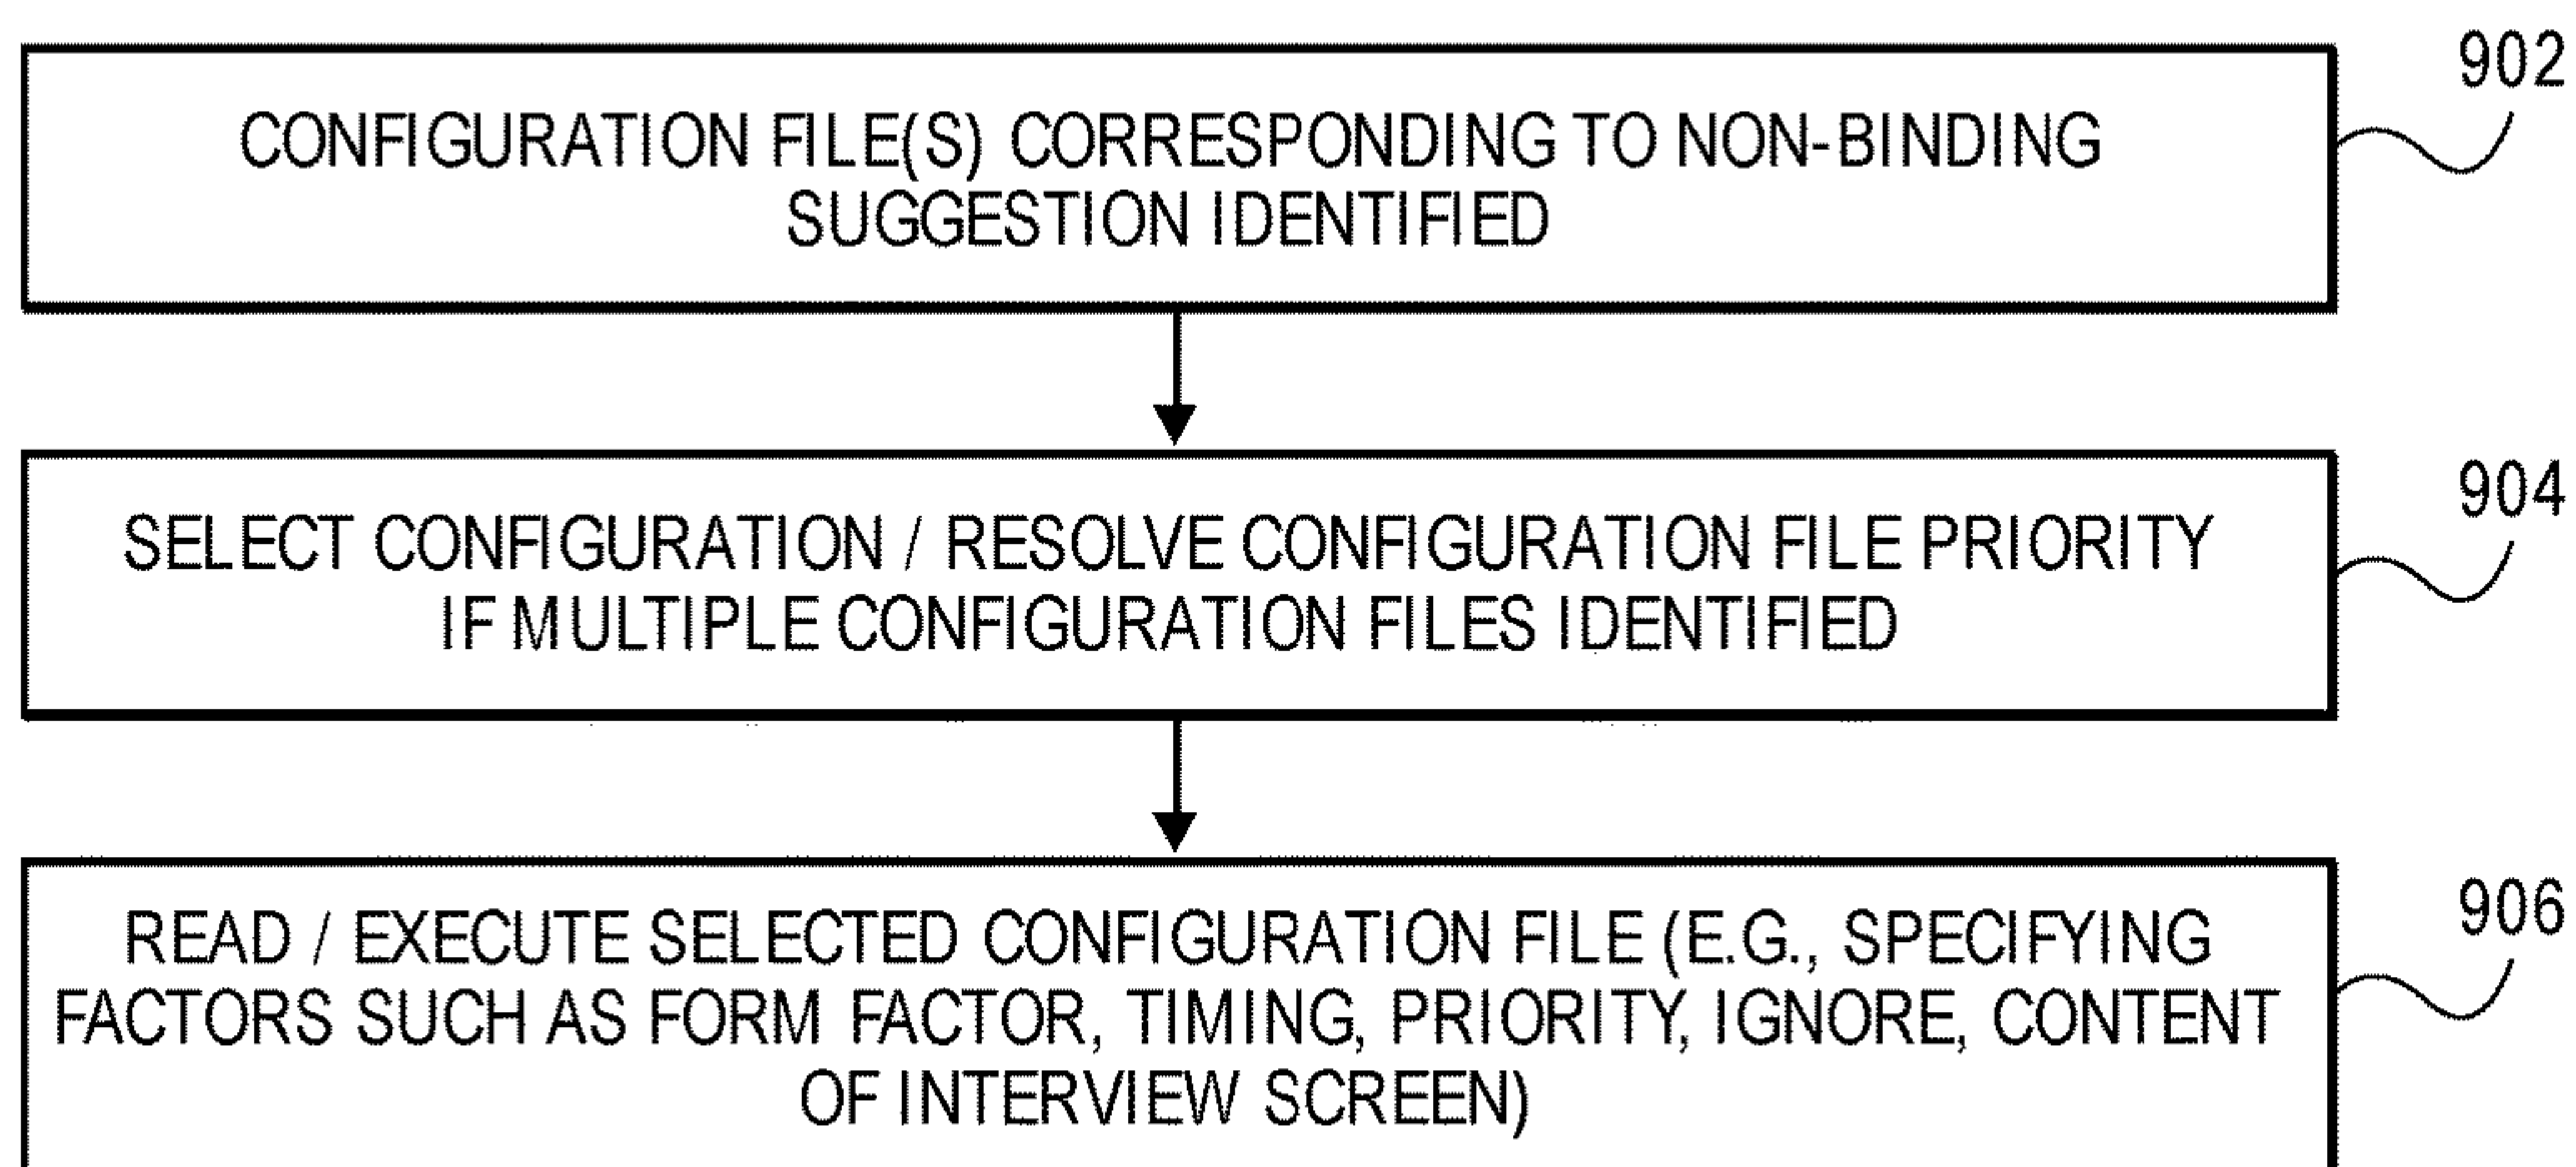 902
CONFIGURATION FILE(S) CORRESPONDING TO NON-BINDING
SUGGESTION IDENTIFIED
904
SELECT CONFIGURATION / RESOLVE CONFIGURATION FILE PRIORITY
IF MULTIPLE CONFIGURATION FILES IDENTIFIED
906
READ / EXECUTE SELECTED CONFIGURATION FILE (E.G., SPECIFYING
FACTORS SUCH AS FORM FACTOR, TIMING, PRIORITY, IGNORE, CONTENT
OF INTERVIEW SCREEN)